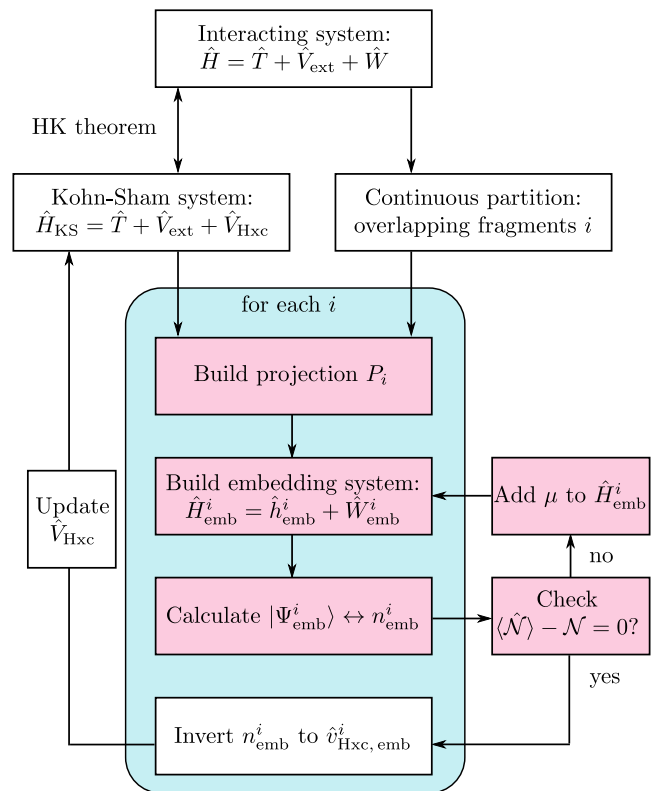 Interacting system:
Ĥ = T̂ + V̂_ext + Ŵ
HK theorem
Kohn-Sham system:
Ĥ_KS = T̂ + V̂_ext + V̂_Hxc
Continuous partition:
overlapping fragments i
for each i
Build projection P_i
Build embedding system:
Ĥ^i_emb = ĥ^i_emb + Ŵ^i_emb
Add μ to Ĥ^i_emb
Update
V̂_Hxc
no
Calculate |Ψ^i_emb⟩ ↔ n^i_emb
Check
⟨𝒩̂⟩ − 𝒩 = 0?
yes
Invert n^i_emb to v̂^i_Hxc, emb